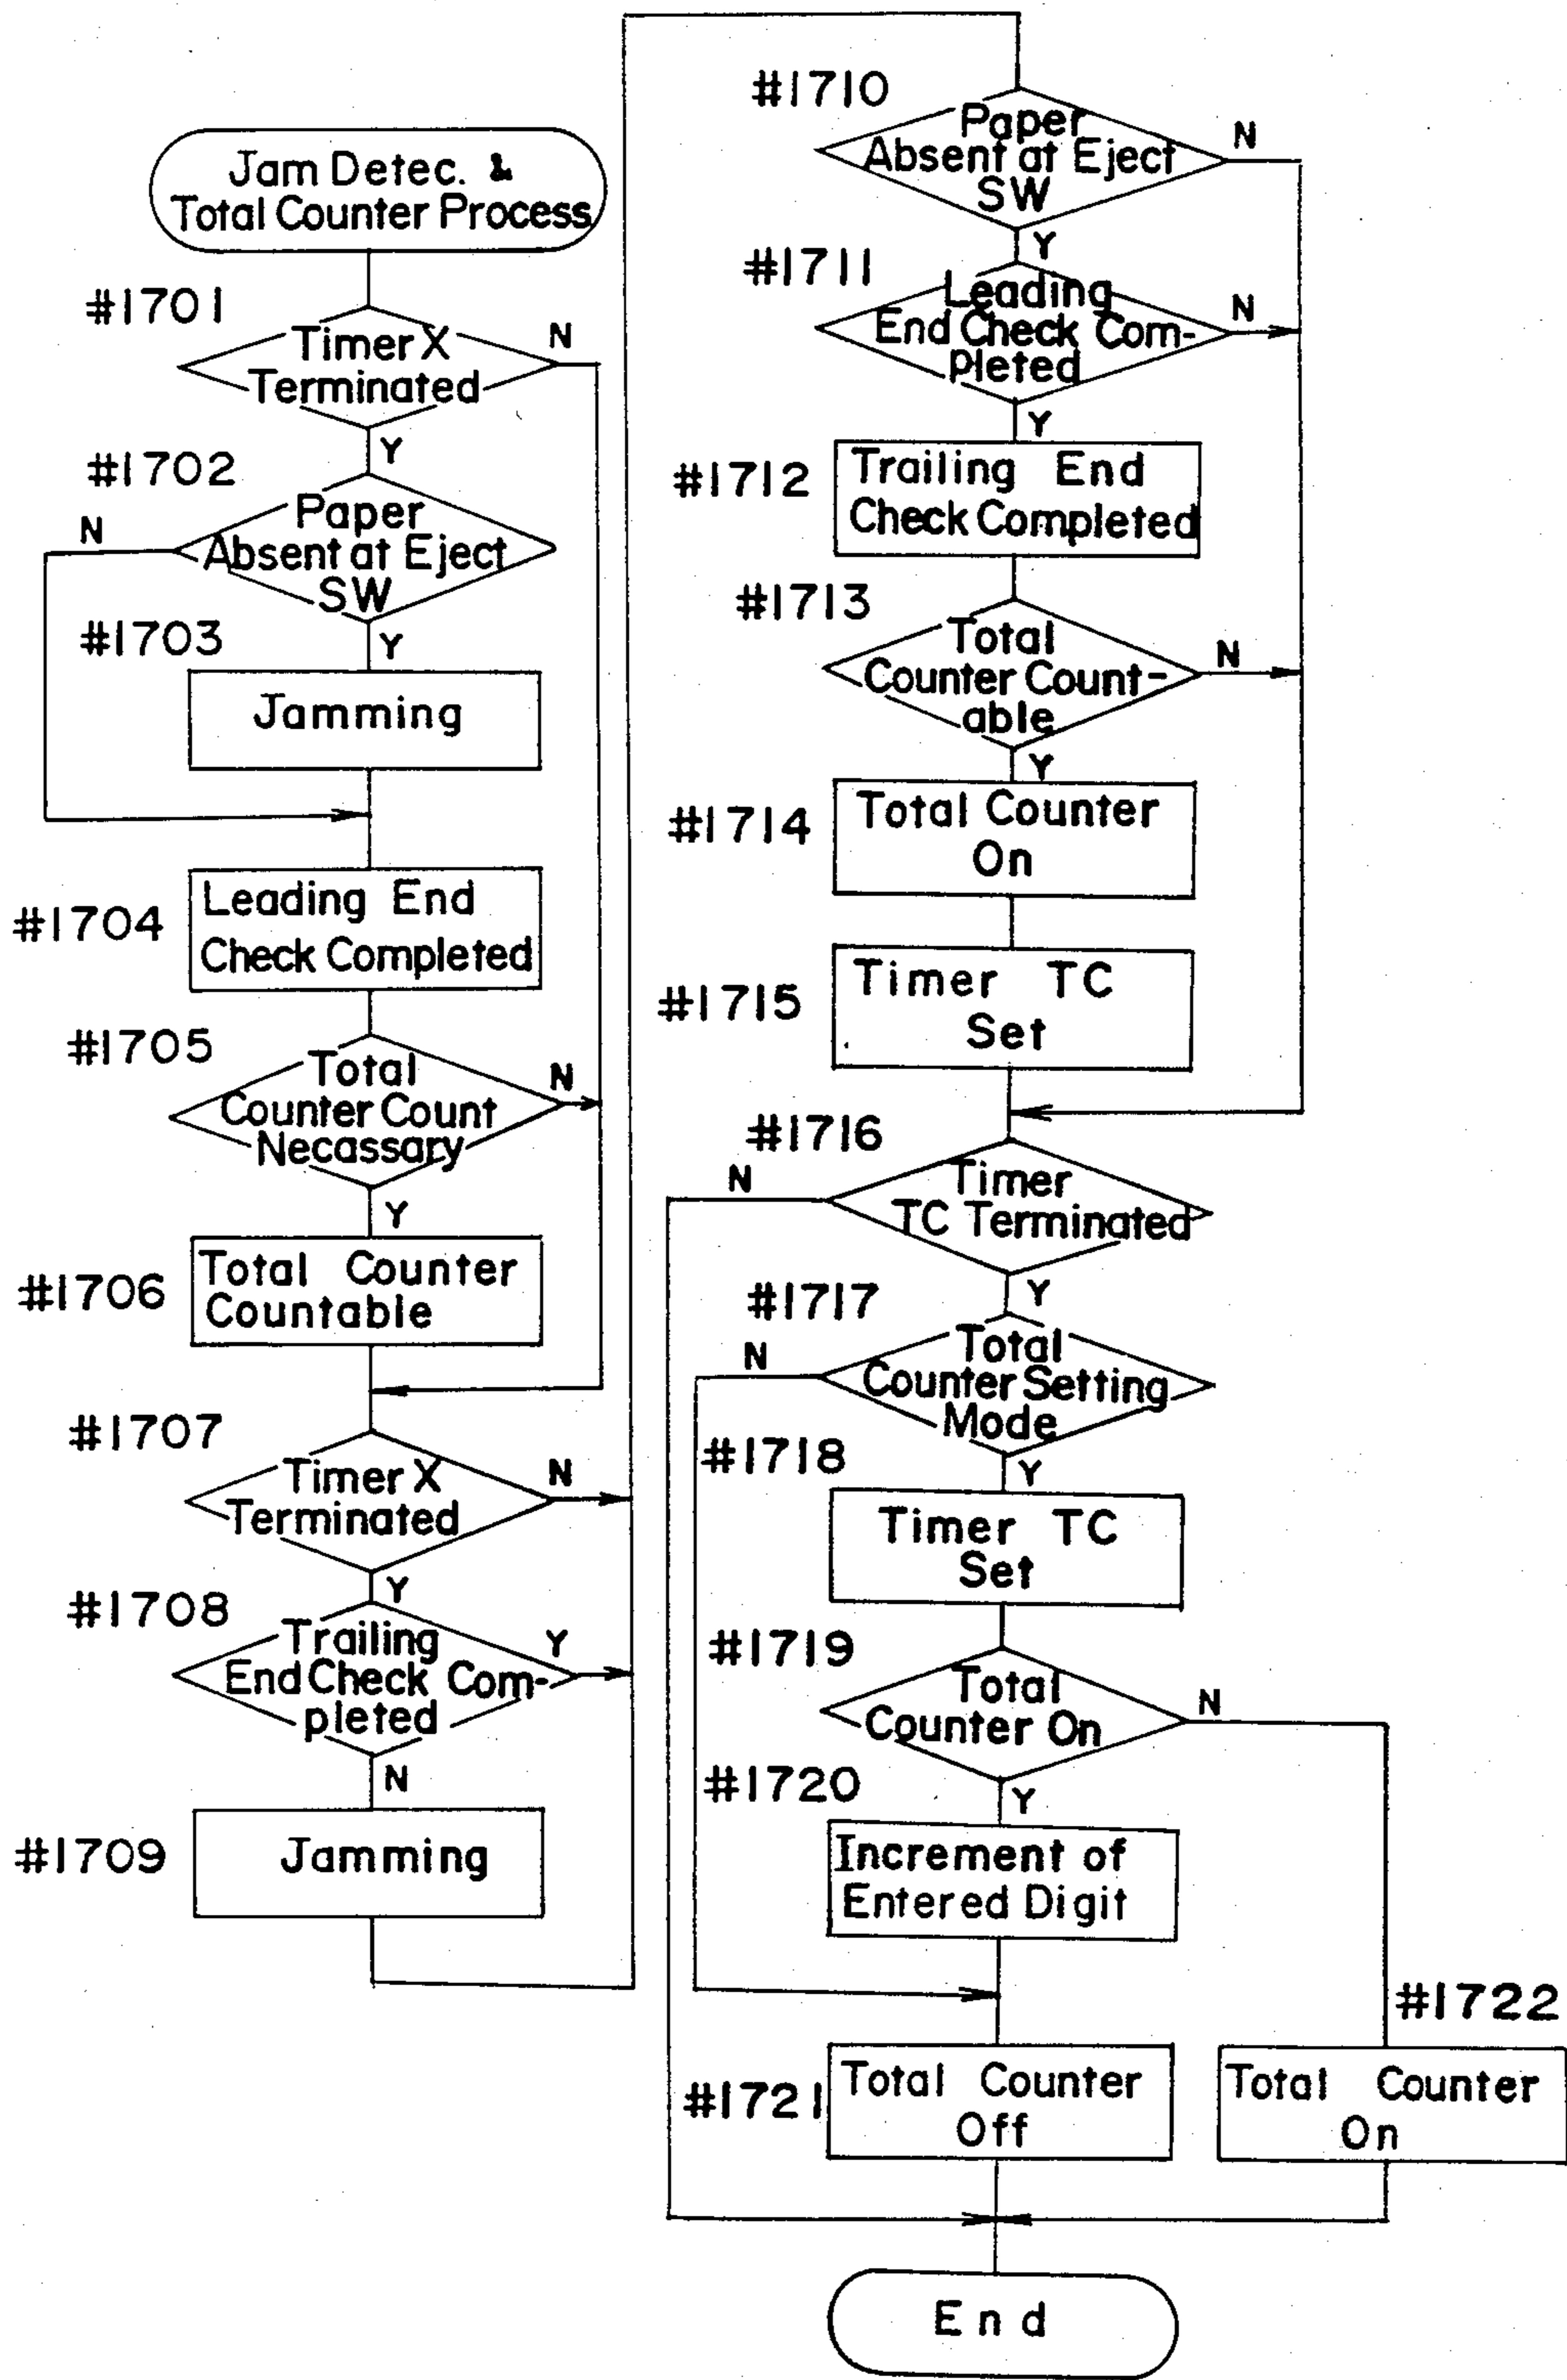 Jam Detec. &
Total Counter Process
#1701
Timer X
Terminated
N
Y
#1702
Paper
Absent at Eject
SW
N
Y
#1703
Jamming
#1704
Leading End
Check Completed
#1705
Total
Counter Count
Necassary
N
Y
#1706
Total Counter
Countable
#1707
Timer X
Terminated
N
Y
#1708
Trailing
End Check Com-
pleted
Y
N
#1709
Jamming
#1710
Paper
Absent at Eject
SW
N
Y
#1711
Leading
End Check Com-
pleted
N
Y
#1712
Trailing End
Check Completed
#1713
Total
Counter Count-
able
N
Y
#1714
Total Counter
On
#1715
Timer TC
Set
#1716
Timer
TC Terminated
N
Y
#1717
Total
Counter Setting
Mode
N
Y
#1718
Timer TC
Set
#1719
Total
Counter On
N
Y
#1720
Increment of
Entered Digit
#1721
Total Counter
Off
#1722
Total Counter
On
End